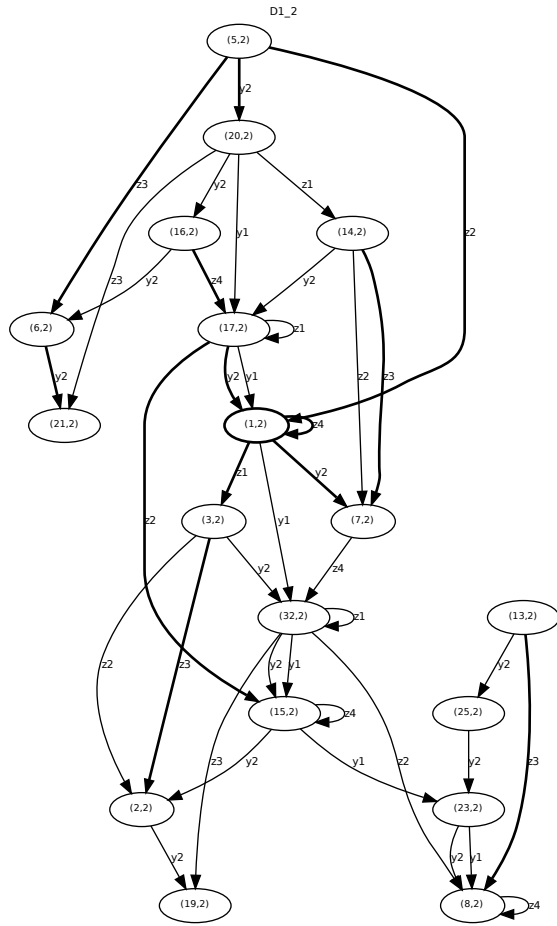 D1_2
(5,2)
y2
(20,2)
z3
y2
z1
(16,2)
y1
(14,2)
z2
z3
y2
z4
y2
(6,2)
(17,2)
z1
y2
y2
y1
z2
z3
(21,2)
(1,2)
z4
z1
y2
z2
(3,2)
y1
(7,2)
y2
z4
(32,2)
z1
(13,2)
z2
z3
y2
y1
y2
(15,2)
z4
(25,2)
z3
y2
y1
z2
y2
z3
(2,2)
(23,2)
y2
y2
y1
(19,2)
(8,2)
z4